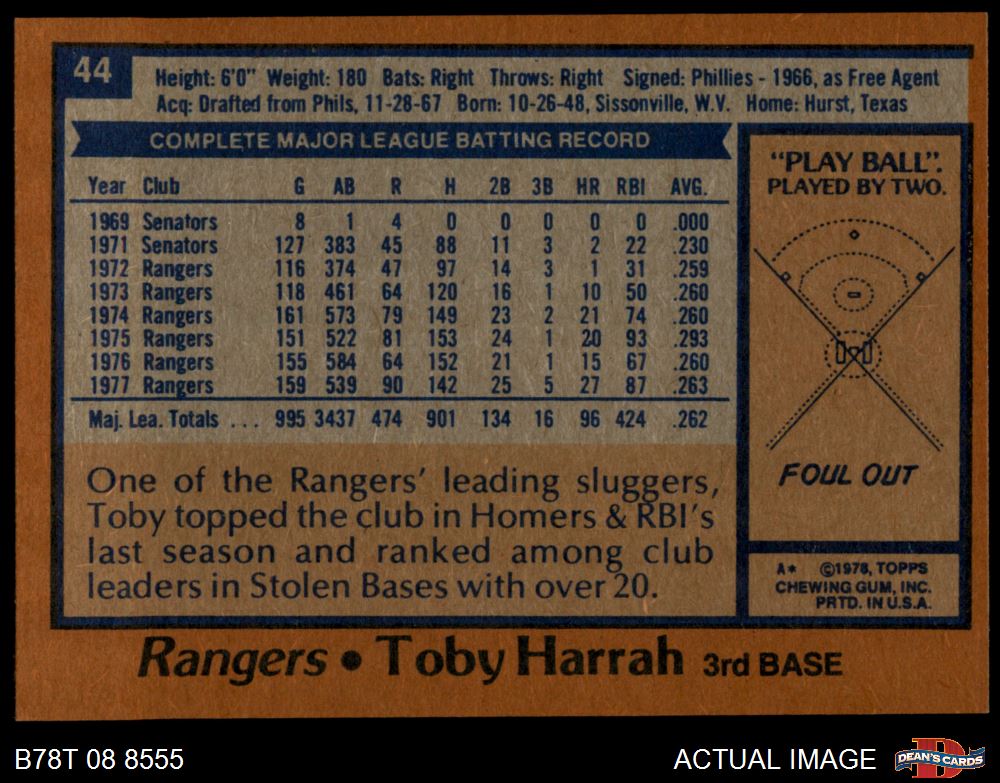 44
Height: 6'0" Weight: 180 Bats: Right Throws: Right Signed: Phillies - 1966, as Free Agent
Acq: Drafted from Phils, 11-28-67 Born: 10-26-48, Sissonville, W.V. Home: Hurst, Texas
COMPLETE MAJOR LEAGUE BATTING RECORD
Year Club G AB R H 2B 3B HR RBI AVG.
1969 Senators 8 1 4 0 0 0 0 0 .000
1971 Senators 127 383 45 88 11 3 2 22 .230
1972 Rangers 116 374 47 97 14 3 1 31 .259
1973 Rangers 118 461 64 120 16 1 10 50 .260
1974 Rangers 161 573 79 149 23 2 21 74 .260
1975 Rangers 151 522 81 153 24 1 20 93 .293
1976 Rangers 155 584 64 152 21 1 15 67 .260
1977 Rangers 159 539 90 142 25 5 27 87 .263
Maj. Lea. Totals . . . 995 3437 474 901 134 16 96 424 .262
One of the Rangers' leading sluggers,
Toby topped the club in Homers & RBI's
last season and ranked among club
leaders in Stolen Bases with over 20.
"PLAY BALL".
PLAYED BY TWO.
FOUL OUT
A* ©1978, TOPPS
CHEWING GUM, INC.
PRTD. IN U.S.A.
Rangers • Toby Harrah 3rd BASE
B78T 08 8555
ACTUAL IMAGE
D
DEAN'S CARDS